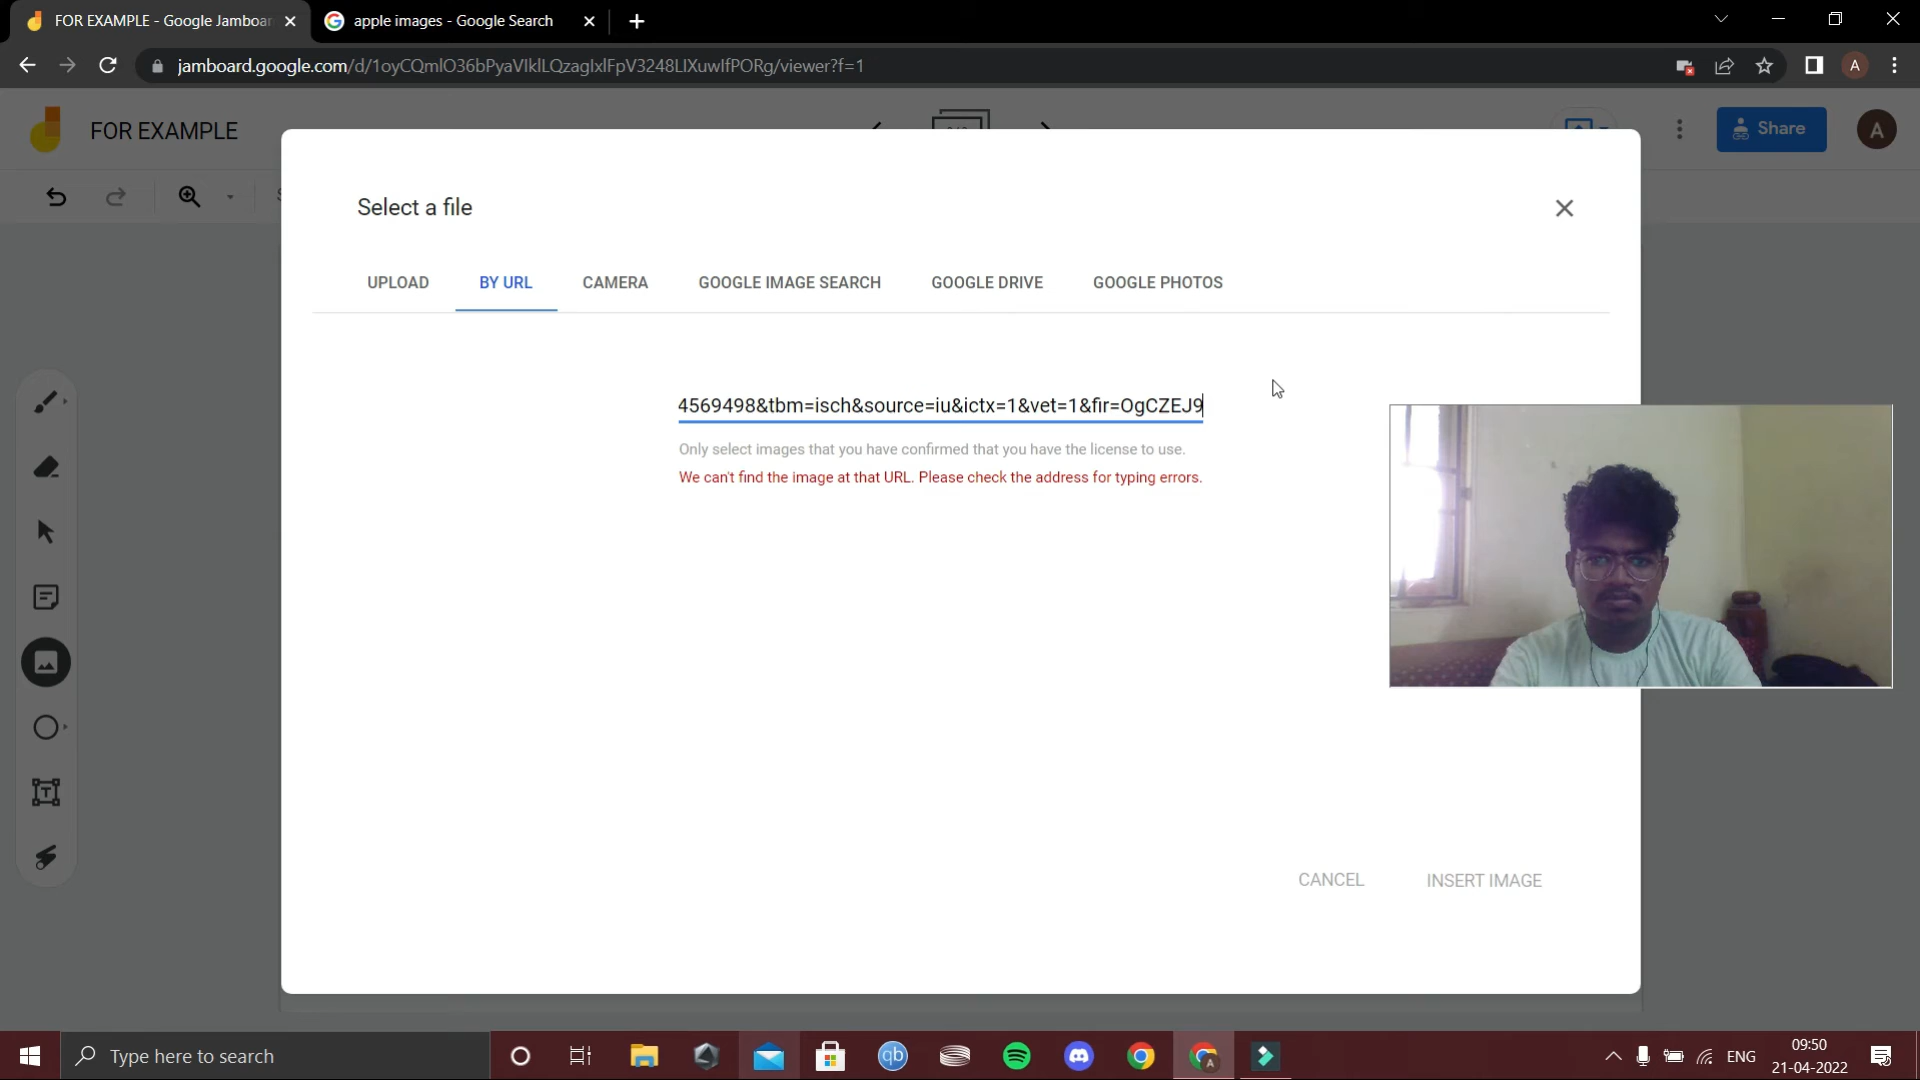 FOR EXAMPLE - Google Jamboar
apple images - Google Search
jamboard.google.com/d/1oyCQmlO36bPyaVIklLQzaglxlFpV3248LlXuwlfPORg/viewer?f=1
A
FOR EXAMPLE
Share
A
Select a file
UPLOAD
BY URL
CAMERA
GOOGLE IMAGE SEARCH
GOOGLE DRIVE
GOOGLE PHOTOS
4569498&tbm=isch&source=iu&ictx=1&vet=1&fir=OgCZEJ9
Only select images that you have confirmed that you have the license to use.
We can't find the image at that URL. Please check the address for typing errors.
CANCEL
INSERT IMAGE
Type here to search
qb
A
ENG
09:50
21-04-2022